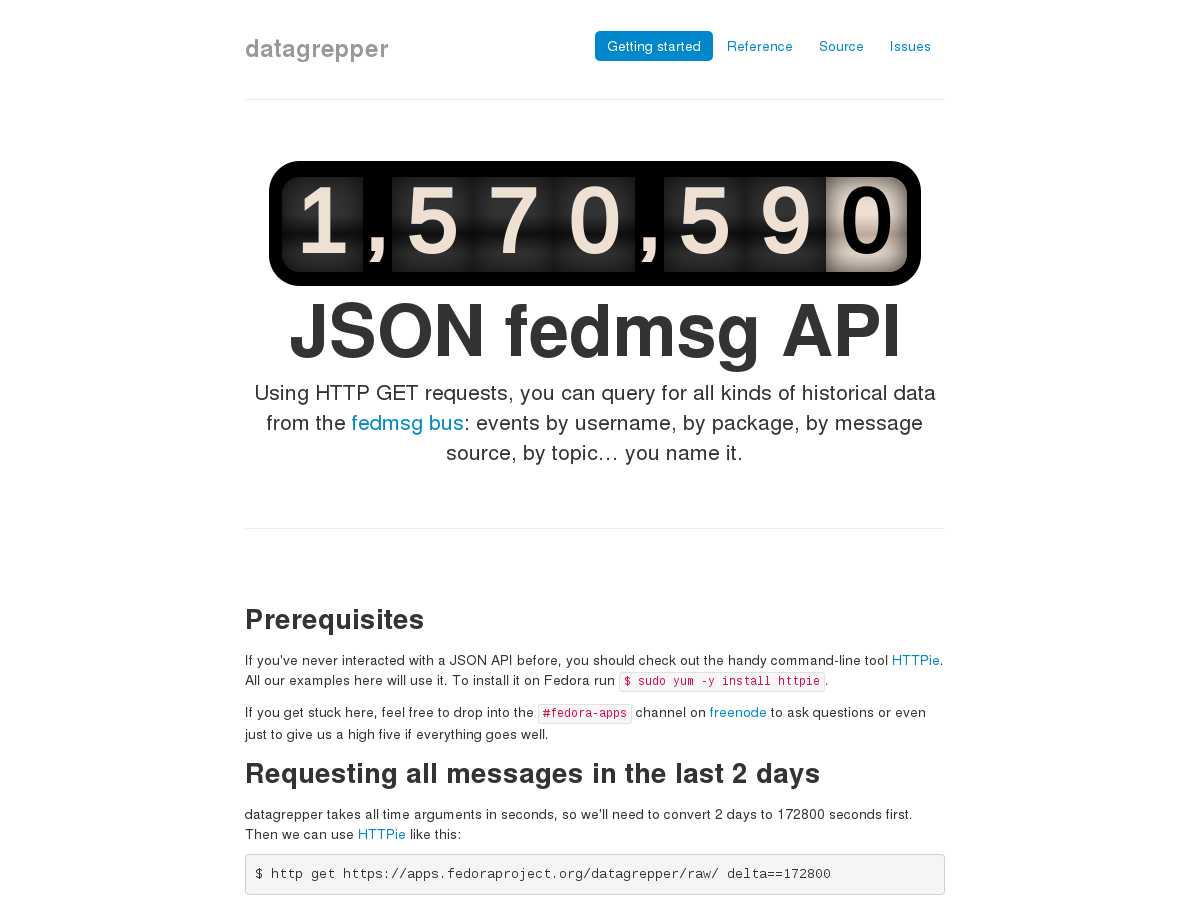 datagrepper
Getting started Reference Source Issues
1,570,590
JSON fedmsg API
Using HTTP GET requests, you can query for all kinds of historical data
from the fedmsg bus: events by username, by package, by message
source, by topic… you name it.
Prerequisites
If you've never interacted with a JSON API before, you should check out the handy command-line tool HTTPie.
All our examples here will use it. To install it on Fedora run $ sudo yum -y install httpie.
If you get stuck here, feel free to drop into the #fedora-apps channel on freenode to ask questions or even
just to give us a high five if everything goes well.
Requesting all messages in the last 2 days
datagrepper takes all time arguments in seconds, so we'll need to convert 2 days to 172800 seconds first.
Then we can use HTTPie like this:
$ http get https://apps.fedoraproject.org/datagrepper/raw/ delta==172800